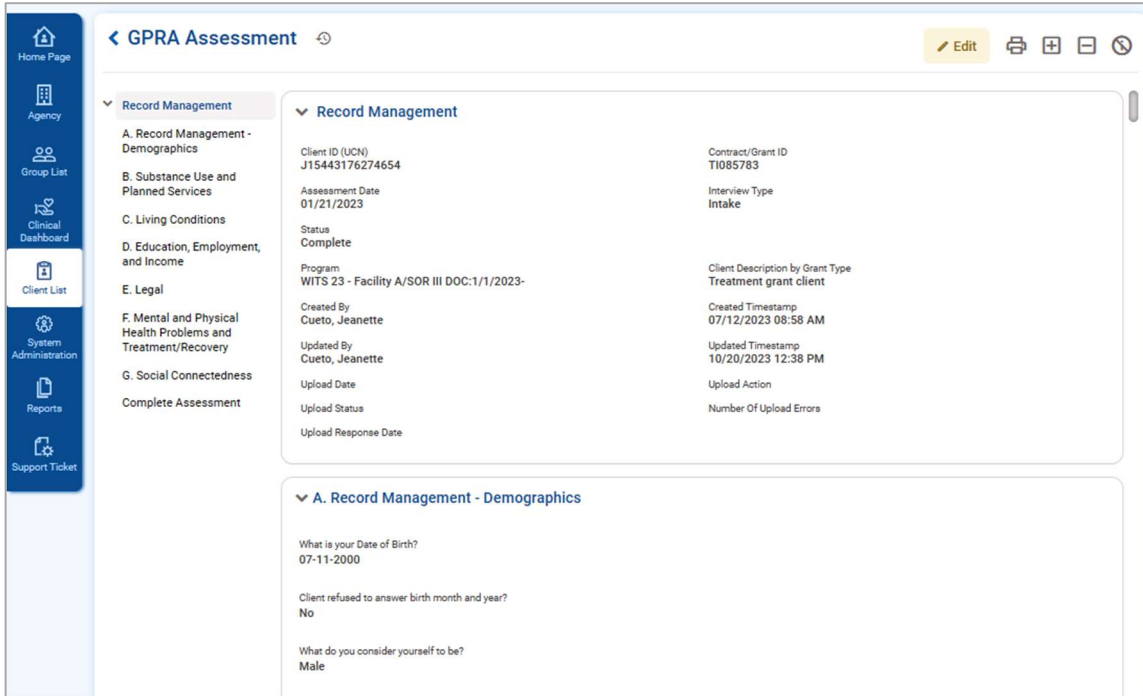 GPRA Assessment
Edit
Home Page
Agency
Group List
Clinical
Dashboard
Client List
System
Administration
Reports
Support Ticket
Record Management
A. Record Management -
Demographics
B. Substance Use and
Planned Services
C. Living Conditions
D. Education, Employment,
and Income
E. Legal
F. Mental and Physical
Health Problems and
Treatment/Recovery
G. Social Connectedness
Complete Assessment
Record Management
Client ID (UCN)
J15443176274654
Contract/Grant ID
TI085783
Assessment Date
01/21/2023
Interview Type
Intake
Status
Complete
Program
WITS 23 - Facility A/SOR III DOC:1/1/2023-
Client Description by Grant Type
Treatment grant client
Created By
Cueto, Jeanette
Created Timestamp
07/12/2023 08:58 AM
Updated By
Cueto, Jeanette
Updated Timestamp
10/20/2023 12:38 PM
Upload Date
Upload Action
Upload Status
Number Of Upload Errors
Upload Response Date
A. Record Management - Demographics
What is your Date of Birth?
07-11-2000
Client refused to answer birth month and year?
No
What do you consider yourself to be?
Male